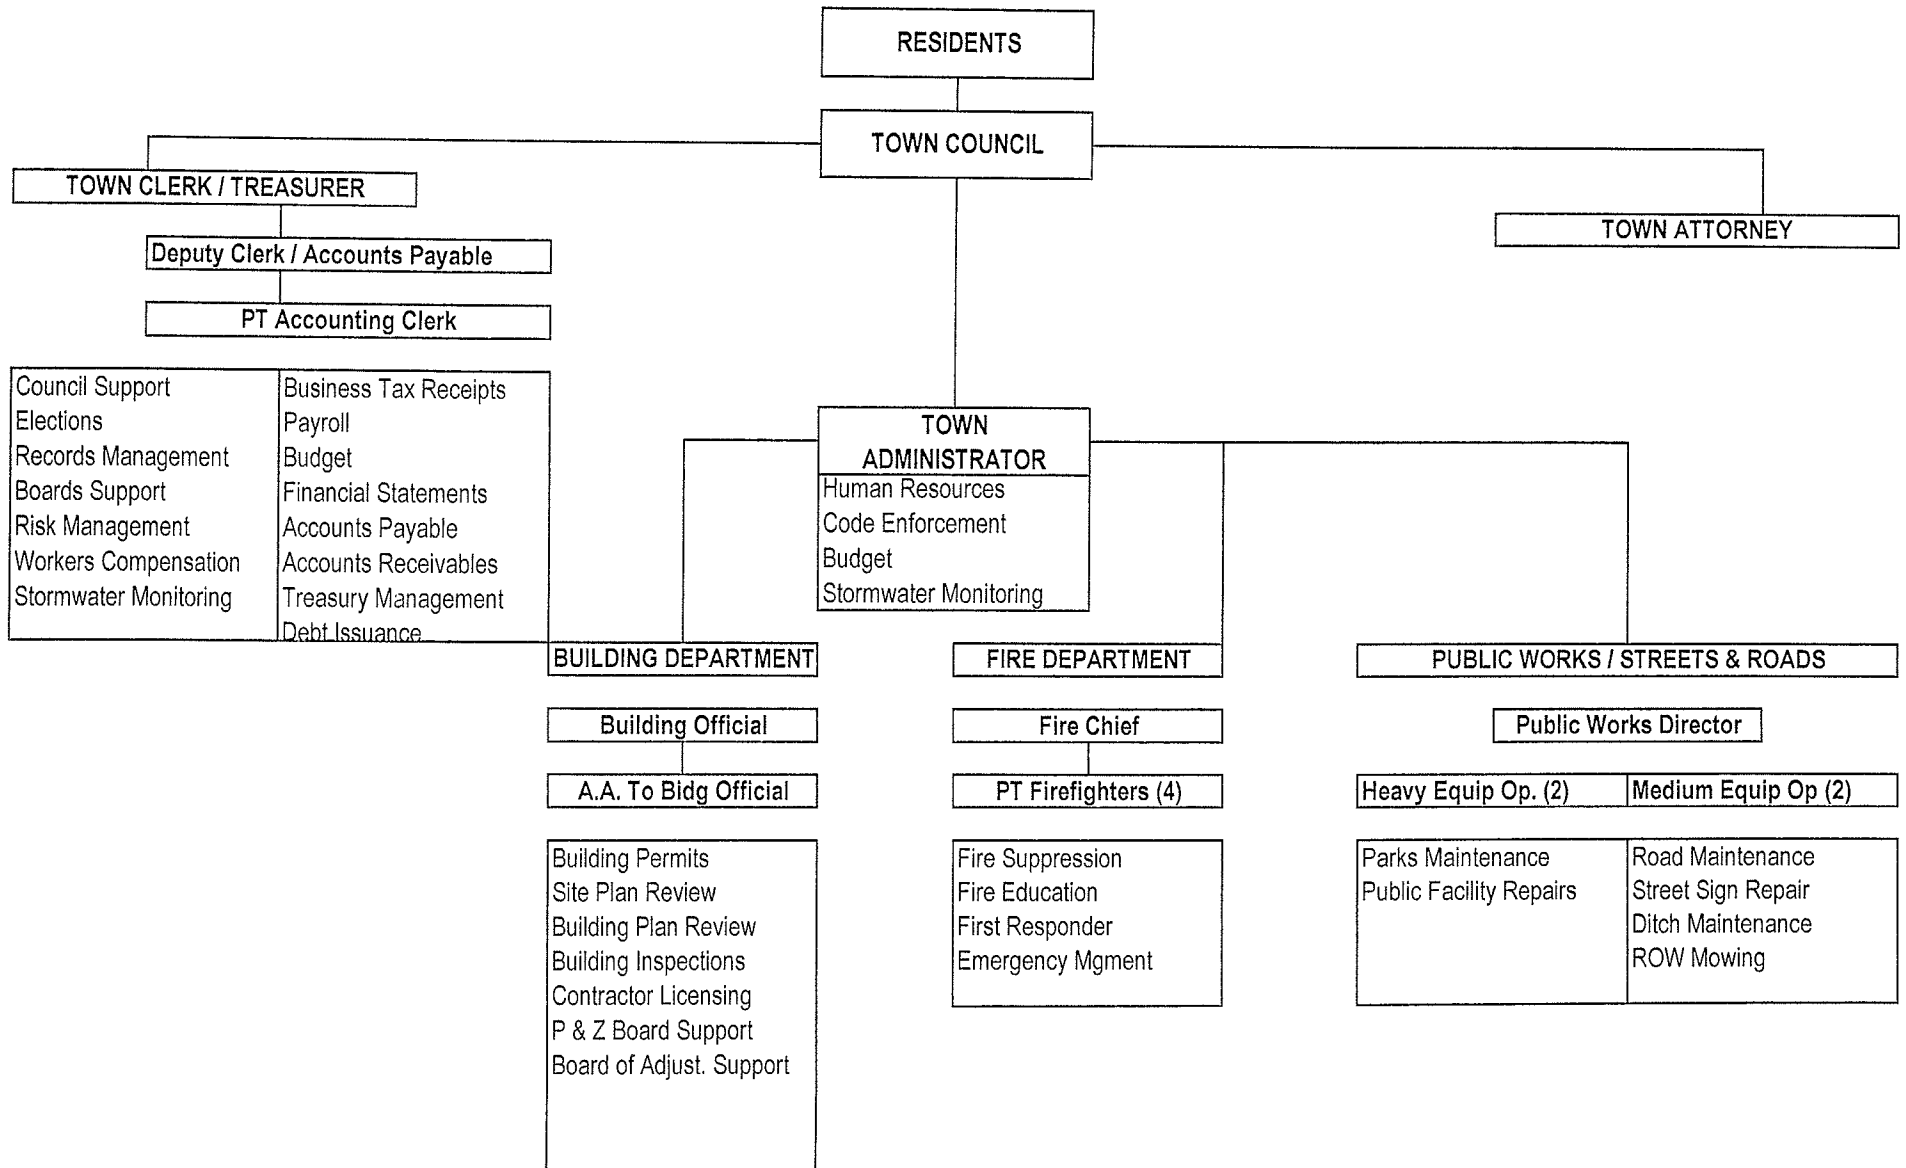 RESIDENTS
TOWN COUNCIL
TOWN CLERK / TREASURER
TOWN ATTORNEY
Deputy Clerk / Accounts Payable
PT Accounting Clerk
Council Support
Elections
Records Management
Boards Support
Risk Management
Workers Compensation
Stormwater Monitoring
Business Tax Receipts
Payroll
Budget
Financial Statements
Accounts Payable
Accounts Receivables
Treasury Management
Debt Issuance
TOWN
ADMINISTRATOR
Human Resources
Code Enforcement
Budget
Stormwater Monitoring
BUILDING DEPARTMENT
Building Official
A.A. To Bidg Official
Building Permits
Site Plan Review
Building Plan Review
Building Inspections
Contractor Licensing
P & Z Board Support
Board of Adjust. Support
FIRE DEPARTMENT
Fire Chief
PT Firefighters (4)
Fire Suppression
Fire Education
First Responder
Emergency Mgment
PUBLIC WORKS / STREETS & ROADS
Public Works Director
Heavy Equip Op. (2)
Medium Equip Op (2)
Parks Maintenance
Public Facility Repairs
Road Maintenance
Street Sign Repair
Ditch Maintenance
ROW Mowing